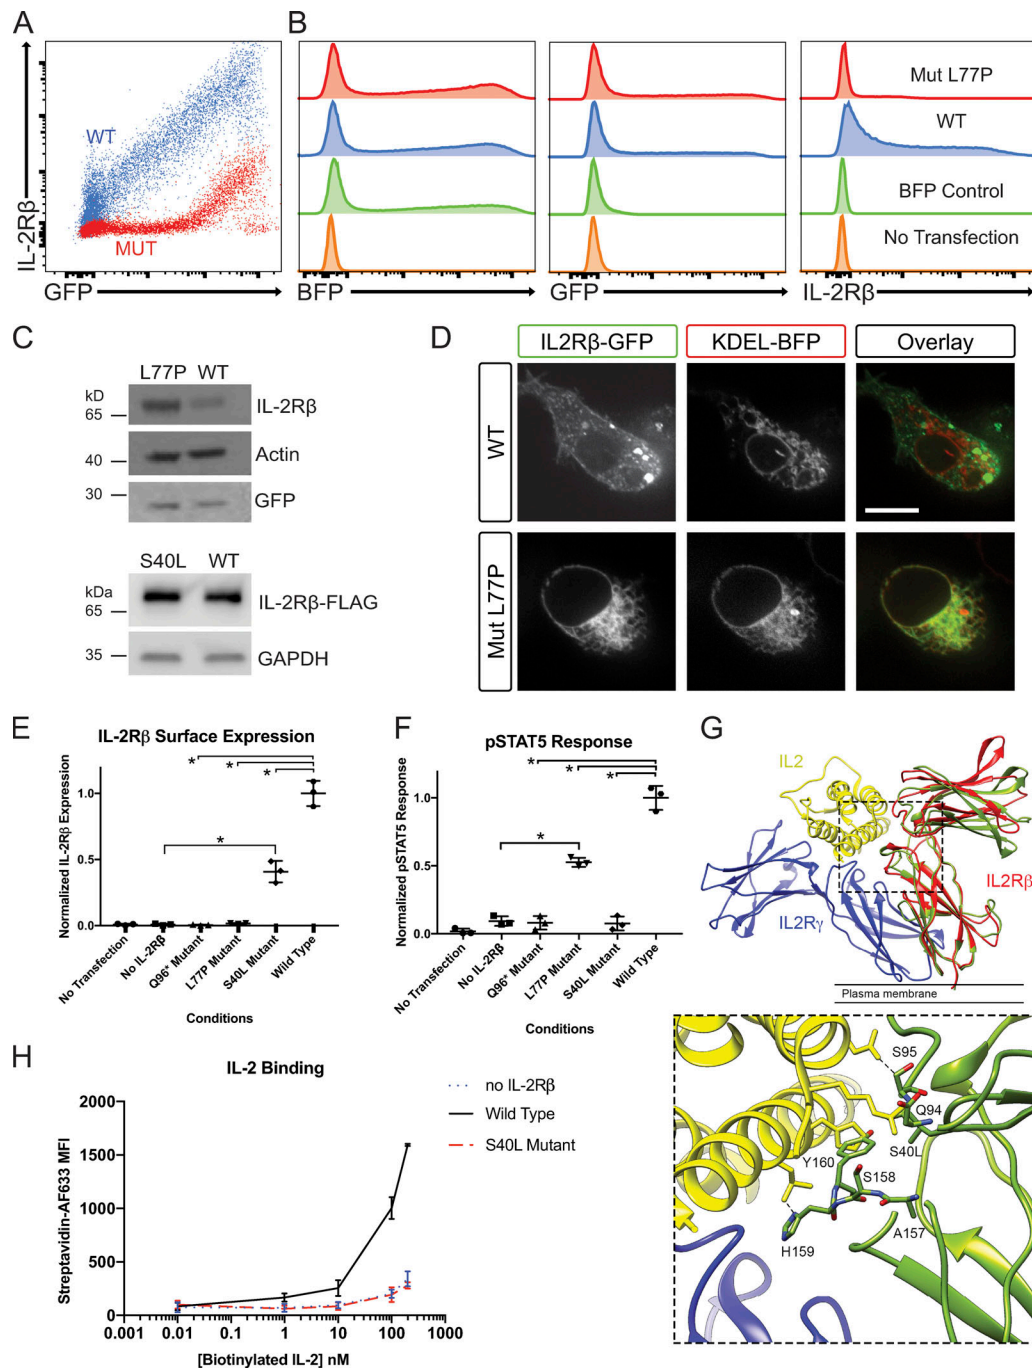 A
IL-2Rβ
WT
MUT
GFP
B
Mut L77P
WT
BFP Control
No Transfection
BFP
GFP
IL-2Rβ
C
L77P WT
kD
65
IL-2Rβ
40
Actin
30
GFP
S40L WT
kDa
65
IL-2Rβ-FLAG
35
GAPDH
D
IL2Rβ-GFP
KDEL-BFP
Overlay
WT
Mut L77P
E
IL-2Rβ Surface Expression
Normalized IL-2Rβ Expression
1.0
0.5
0.0
*
*
*
*
No Transfection
No IL-2Rβ
Q96* Mutant
L77P Mutant
S40L Mutant
Wild Type
Conditions
F
pSTAT5 Response
Normalized pSTAT5 Response
1.0
0.5
0.0
*
*
*
*
No Transfection
No IL-2Rβ
Q96* Mutant
L77P Mutant
S40L Mutant
Wild Type
Conditions
G
IL2
IL2Rβ
IL2Rγ
Plasma membrane
S95
Q94
S40L
Y160
S158
A157
H159
H
IL-2 Binding
no IL-2Rβ
Wild Type
S40L Mutant
Streptavidin-AF633 MFI
2000
1500
1000
500
0
0.001 0.01 0.1 1 10 100 1000
[Biotinylated IL-2] nM